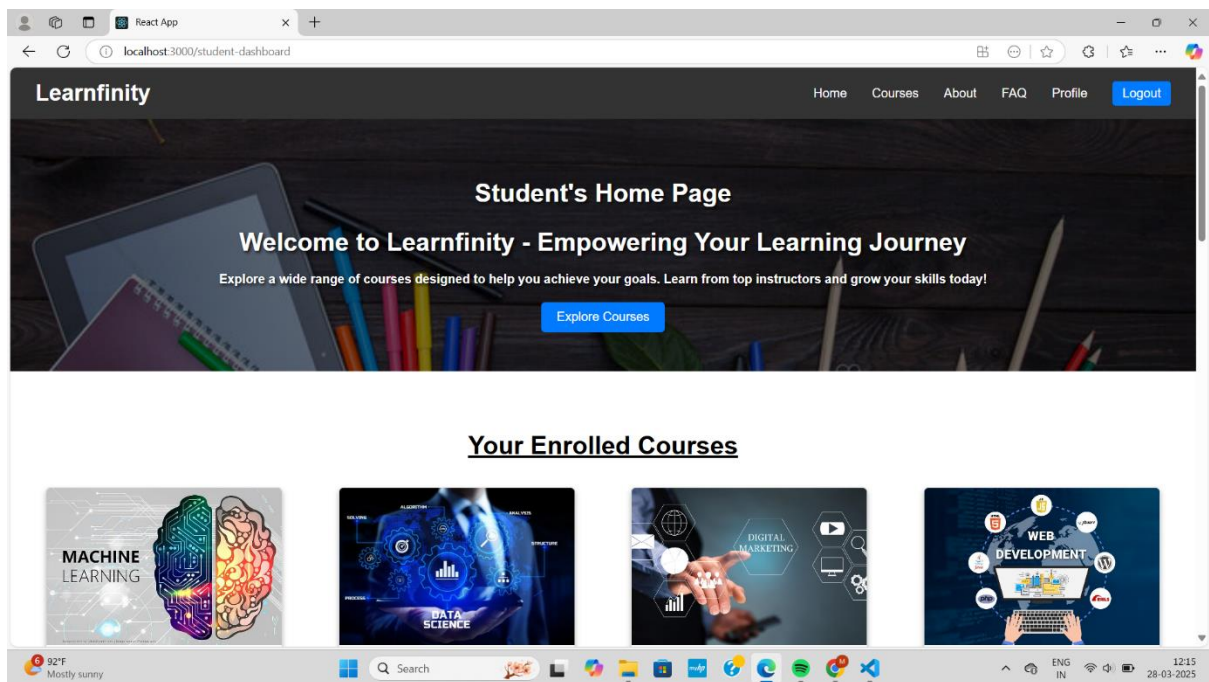 React App
localhost:3000/student-dashboard
Learnfinity
Home Courses About FAQ Profile Logout
Student's Home Page
Welcome to Learnfinity - Empowering Your Learning Journey
Explore a wide range of courses designed to help you achieve your goals. Learn from top instructors and grow your skills today!
Explore Courses
Your Enrolled Courses
MACHINE
LEARNING
SOLVING
ALGORITHM
ANALYSIS
STRUCTURE
PROCESS
DATA
SCIENCE
DIGITAL
MARKETING
WEB
DEVELOPMENT
php
6
92°F
Mostly sunny
Search
ENG
IN
12:15
28-03-2025